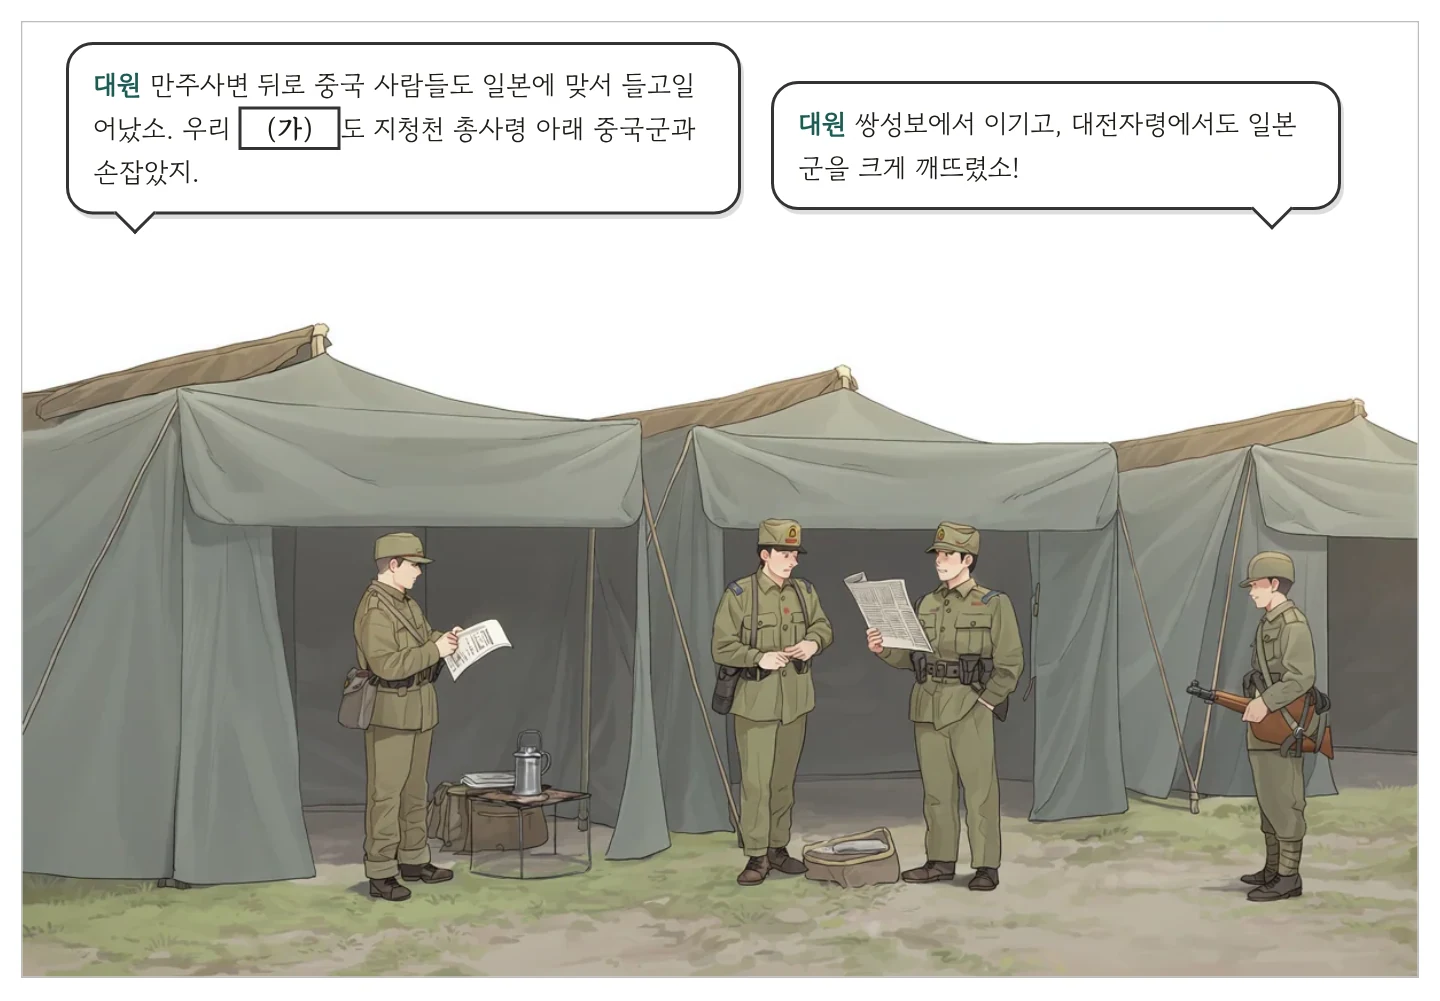 대원 만주사변 뒤로 중국 사람들도 일본에 맞서 들고일
어났소. 우리 (가) 도 지청천 총사령 아래 중국군과
손잡았지.
대원 쌍성보에서 이기고, 대전자령에서도 일본
군을 크게 깨뜨렸소!